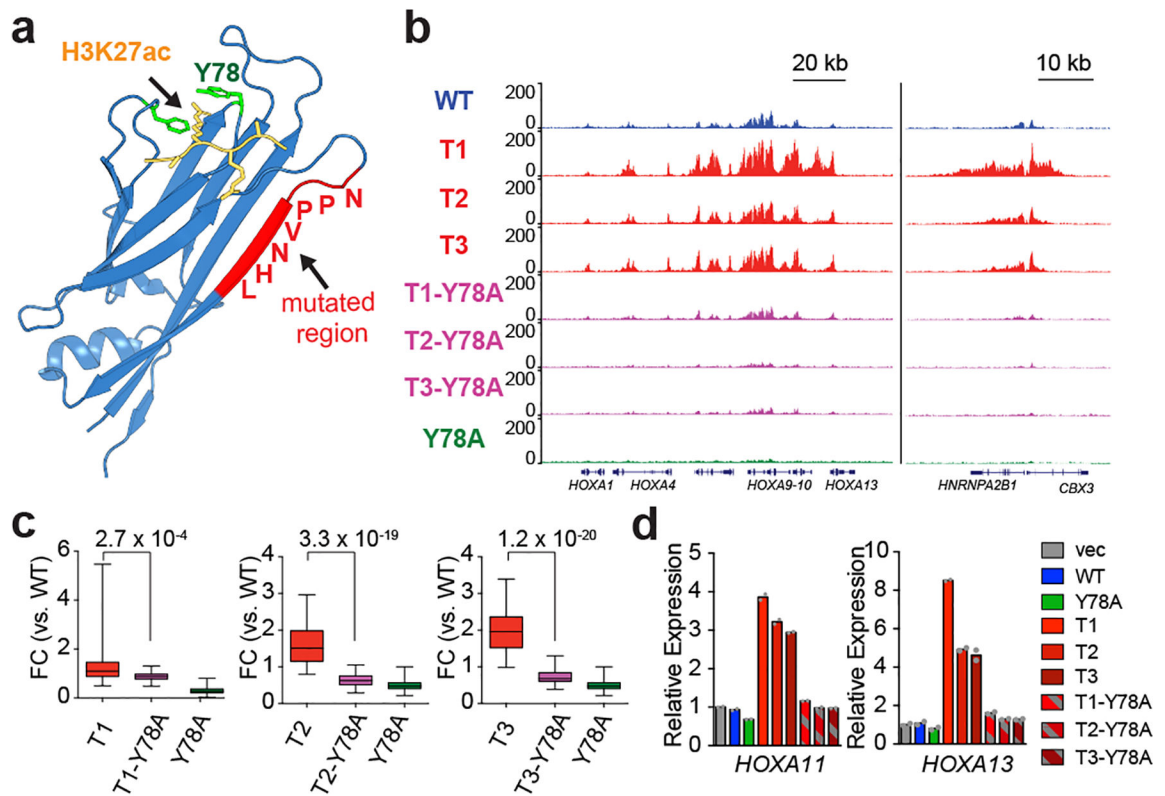 a
H3K27ac
Y78
P P N
V
N
H
L
mutated
region
b
20 kb
10 kb
WT
200
0
T1
200
0
T2
200
0
T3
200
0
T1-Y78A
200
0
T2-Y78A
200
0
T3-Y78A
200
0
Y78A
200
0
HOXA1 HOXA4 HOXA9-10 HOXA13 HNRNPA2B1 CBX3
c
2.7 x 10-4
FC (vs. WT)
6
4
2
0
T1 T1-Y78A Y78A
3.3 x 10-19
FC (vs. WT)
4
3
2
1
0
T2 T2-Y78A Y78A
1.2 x 10-20
FC (vs. WT)
4
3
2
1
0
T3 T3-Y78A Y78A
d
Relative Expression
5
4
3
2
1
0
HOXA11
Relative Expression
10
8
6
4
2
0
HOXA13
vec
WT
Y78A
T1
T2
T3
T1-Y78A
T2-Y78A
T3-Y78A